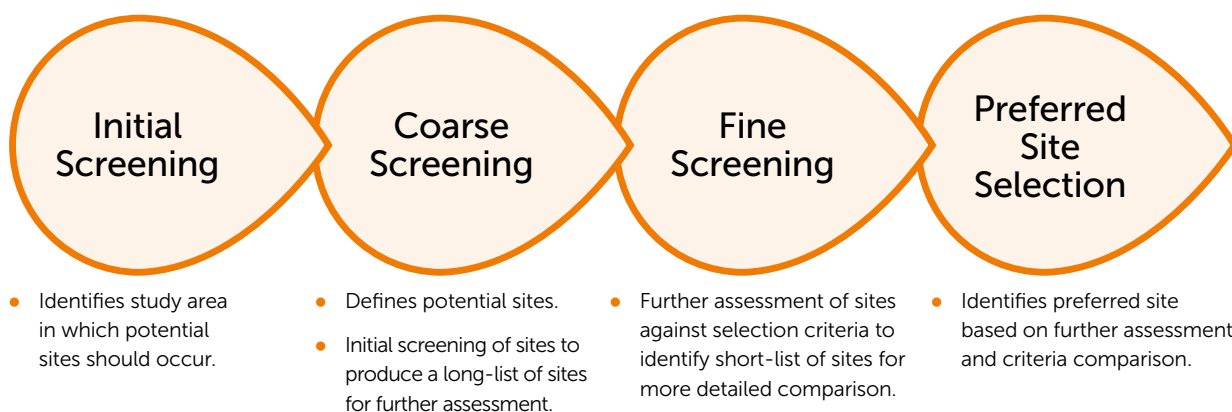 Initial
Screening
Coarse
Screening
Fine
Screening
Preferred
Site
Selection
• Identifies study area
in which potential
sites should occur.
• Defines potential sites.
• Initial screening of sites to
produce a long-list of sites
for further assessment.
• Further assessment of sites
against selection criteria to
identify short-list of sites for
more detailed comparison.
• Identifies preferred site
based on further assessment
and criteria comparison.